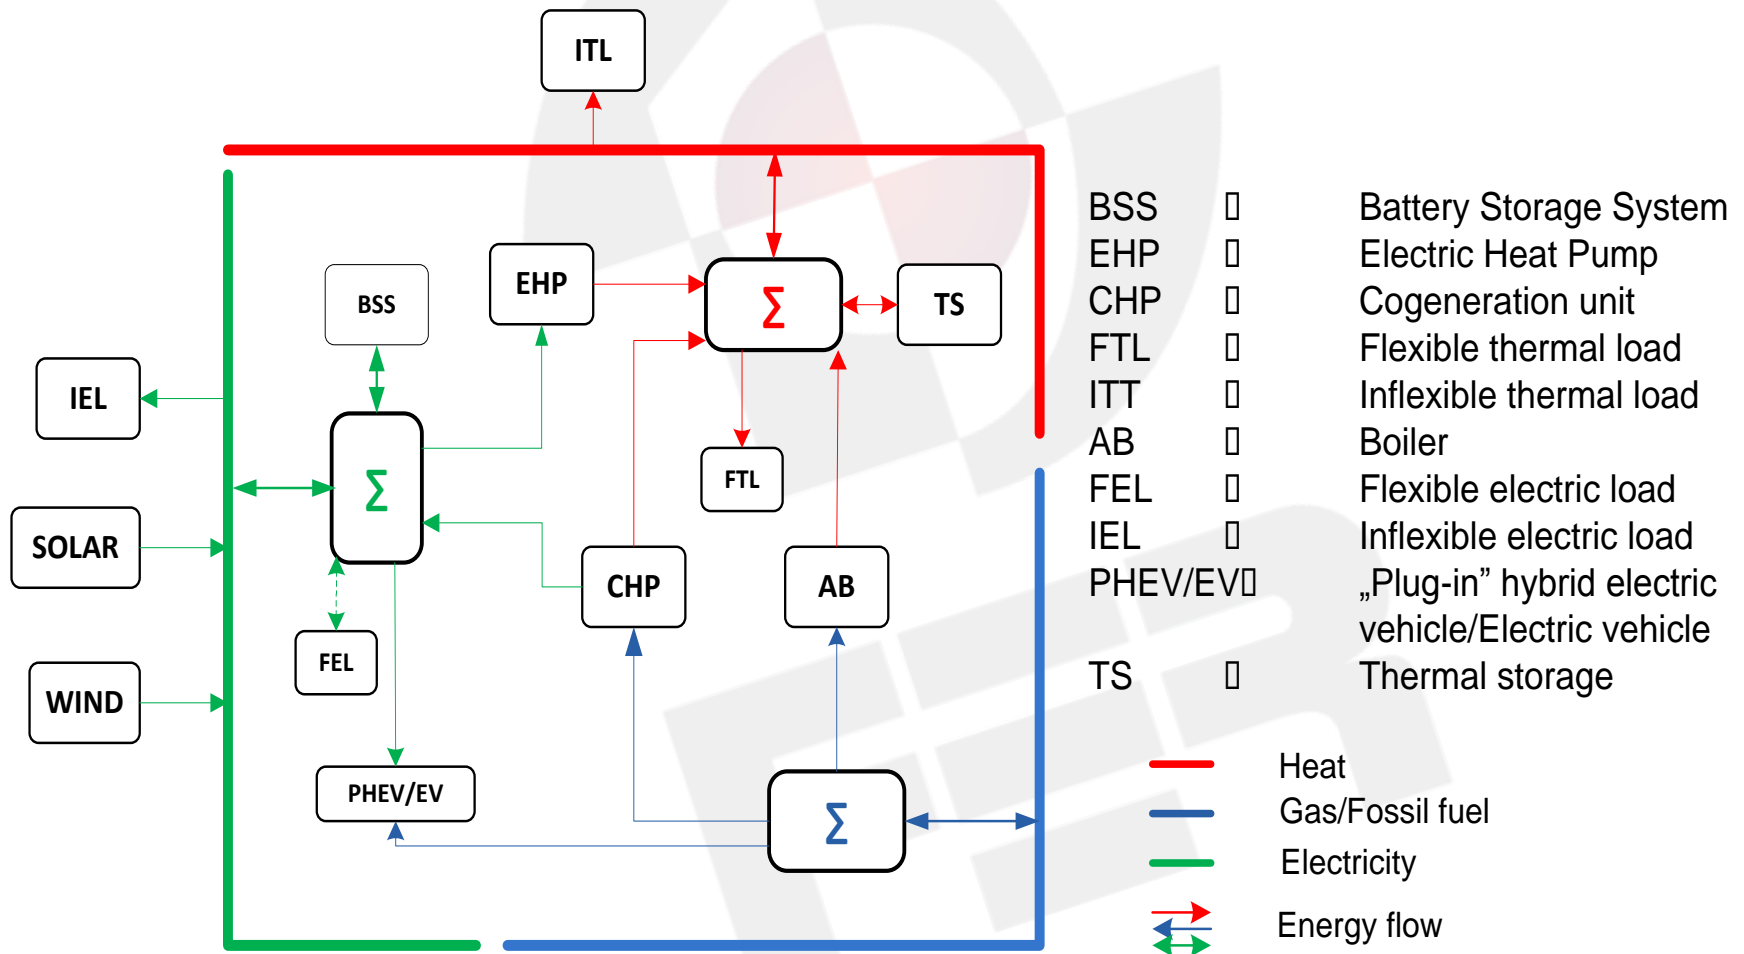 ITL
BSS
EHP
Σ
TS
IEL
Σ
FTL
SOLAR
CHP
AB
FEL
WIND
PHEV/EV
Σ
BSS ▯ Battery Storage System
EHP ▯ Electric Heat Pump
CHP ▯ Cogeneration unit
FTL ▯ Flexible thermal load
ITT ▯ Inflexible thermal load
AB ▯ Boiler
FEL ▯ Flexible electric load
IEL ▯ Inflexible electric load
PHEV/EV▯ „Plug-in” hybrid electric
vehicle/Electric vehicle
TS ▯ Thermal storage
Heat
Gas/Fossil fuel
Electricity
Energy flow
FER